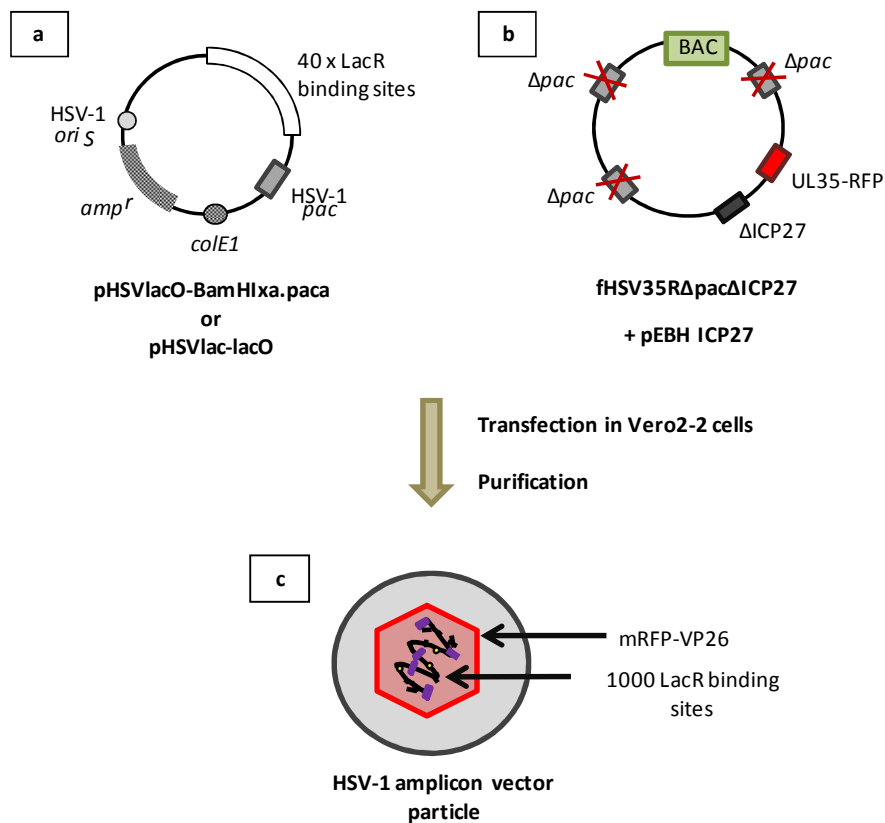 a
40 x LacR
binding sites
HSV-1
ori S
amp r
colE1
HSV-1
pac
pHSVlacO-BamHIxa.paca
or
pHSVlac-lacO
b
BAC
Δpac
Δpac
Δpac
UL35-RFP
ΔICP27
fHSV35RΔpacΔICP27
+ pEBH ICP27
Transfection in Vero2-2 cells
Purification
c
mRFP-VP26
1000 LacR binding
sites
HSV-1 amplicon vector
particle